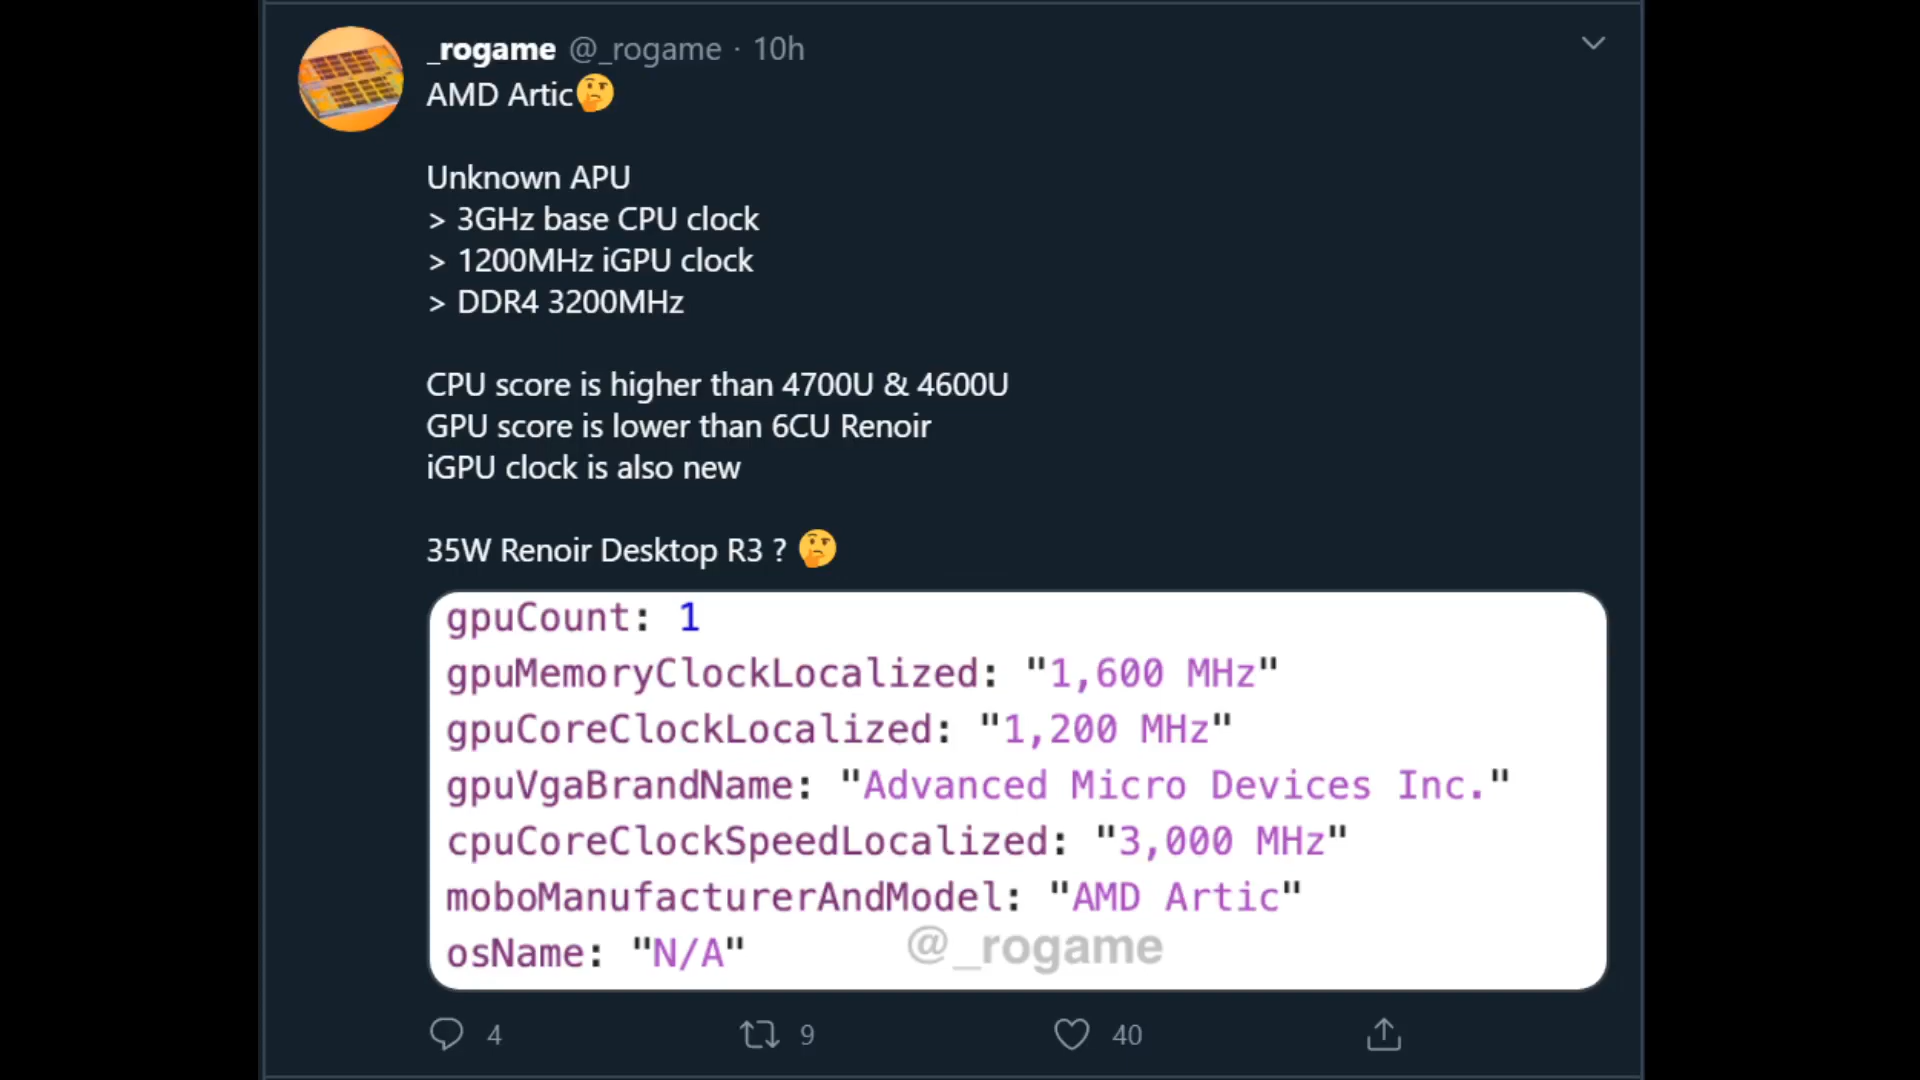 _rogame @_rogame · 10h
AMD Artic🤔
Unknown APU
> 3GHz base CPU clock
> 1200MHz iGPU clock
> DDR4 3200MHz
CPU score is higher than 4700U & 4600U
GPU score is lower than 6CU Renoir
iGPU clock is also new
35W Renoir Desktop R3 ? 🤔
gpuCount: 1
gpuMemoryClockLocalized: "1,600 MHz"
gpuCoreClockLocalized: "1,200 MHz"
gpuVgaBrandName: "Advanced Micro Devices Inc."
cpuCoreClockSpeedLocalized: "3,000 MHz"
moboManufacturerAndModel: "AMD Artic"
osName: "N/A"
@_rogame
4 9 40